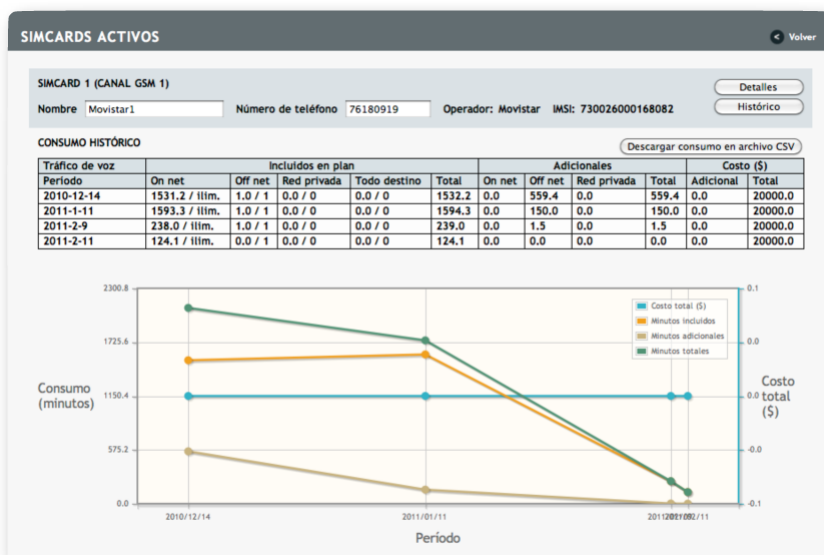 SIMCARDS ACTIVOS
< Volver
SIMCARD 1 (CANAL GSM 1)
Detalles
Nombre Movistar1 Número de teléfono 76180919 Operador: Movistar IMSI: 730026000168082
Histórico
CONSUMO HISTÓRICO
Descargar consumo en archivo CSV
Tráfico de voz Incluidos en plan Adicionales Costo ($)
Periodo On net Off net Red privada Todo destino Total On net Off net Red privada Total Adicional Total
2010-12-14 1531.2 / ilim. 1.0 / 1 0.0 / 0 0.0 / 0 1532.2 0.0 559.4 0.0 559.4 0.0 20000.0
2011-1-11 1593.3 / ilim. 1.0 / 1 0.0 / 0 0.0 / 0 1594.3 0.0 150.0 0.0 150.0 0.0 20000.0
2011-2-9 238.0 / ilim. 1.0 / 1 0.0 / 0 0.0 / 0 239.0 0.0 1.5 0.0 1.5 0.0 20000.0
2011-2-11 124.1 / ilim. 0.0 / 1 0.0 / 0 0.0 / 0 124.1 0.0 0.0 0.0 0.0 0.0 20000.0
2300.8
1725.6
1150.4
575.2
0.0
Consumo
(minutos)
Costo total ($)
Minutos incluidos
Minutos adicionales
Minutos totales
0.1
0.0
0.0
-0.0
-0.1
Costo
total
($)
2010/12/14 2011/01/11
Período